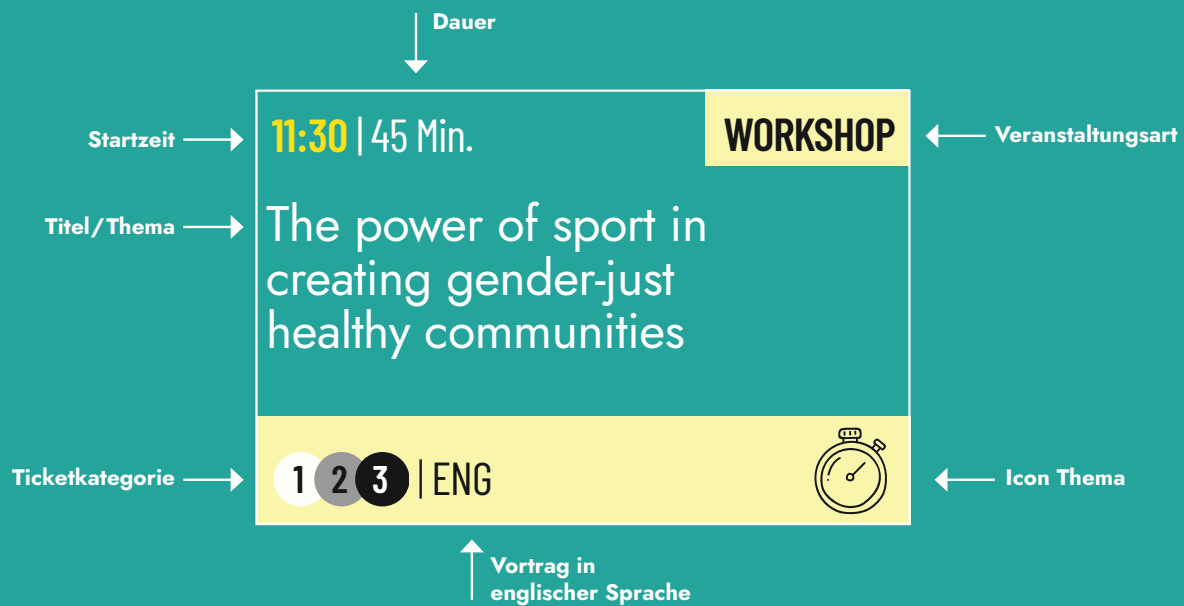 Dauer
Startzeit
11:30 | 45 Min.
WORKSHOP
Veranstaltungsart
Titel/Thema
The power of sport in
creating gender-just
healthy communities
Ticketkategorie
1 2 3 | ENG
Icon Thema
Vortrag in
englischer Sprache